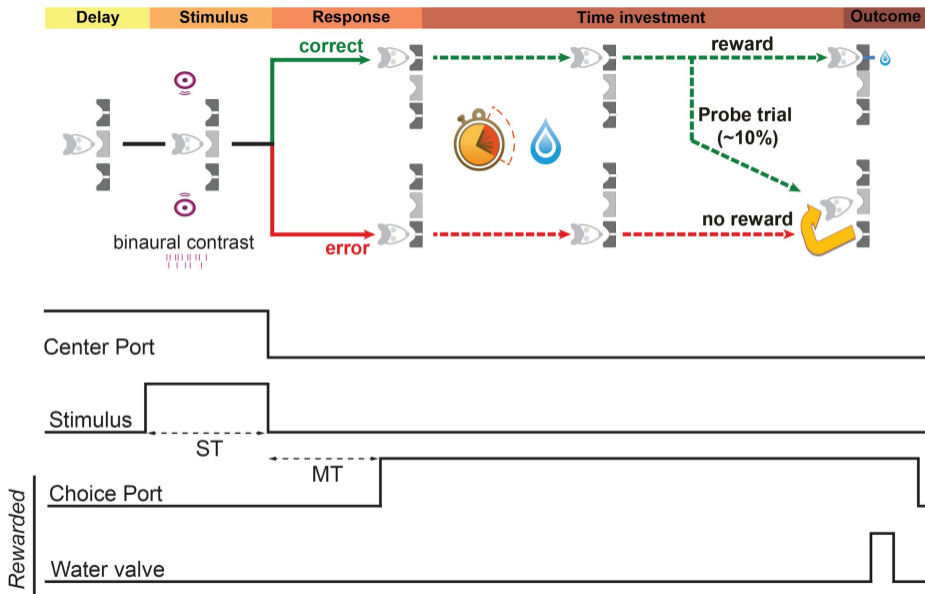 Delay Stimulus Response Time investment Outcome
correct
reward
Probe trial
(~10%)
binaural contrast
error
no reward
Center Port
Stimulus
ST
MT
Choice Port
Rewarded
Water valve